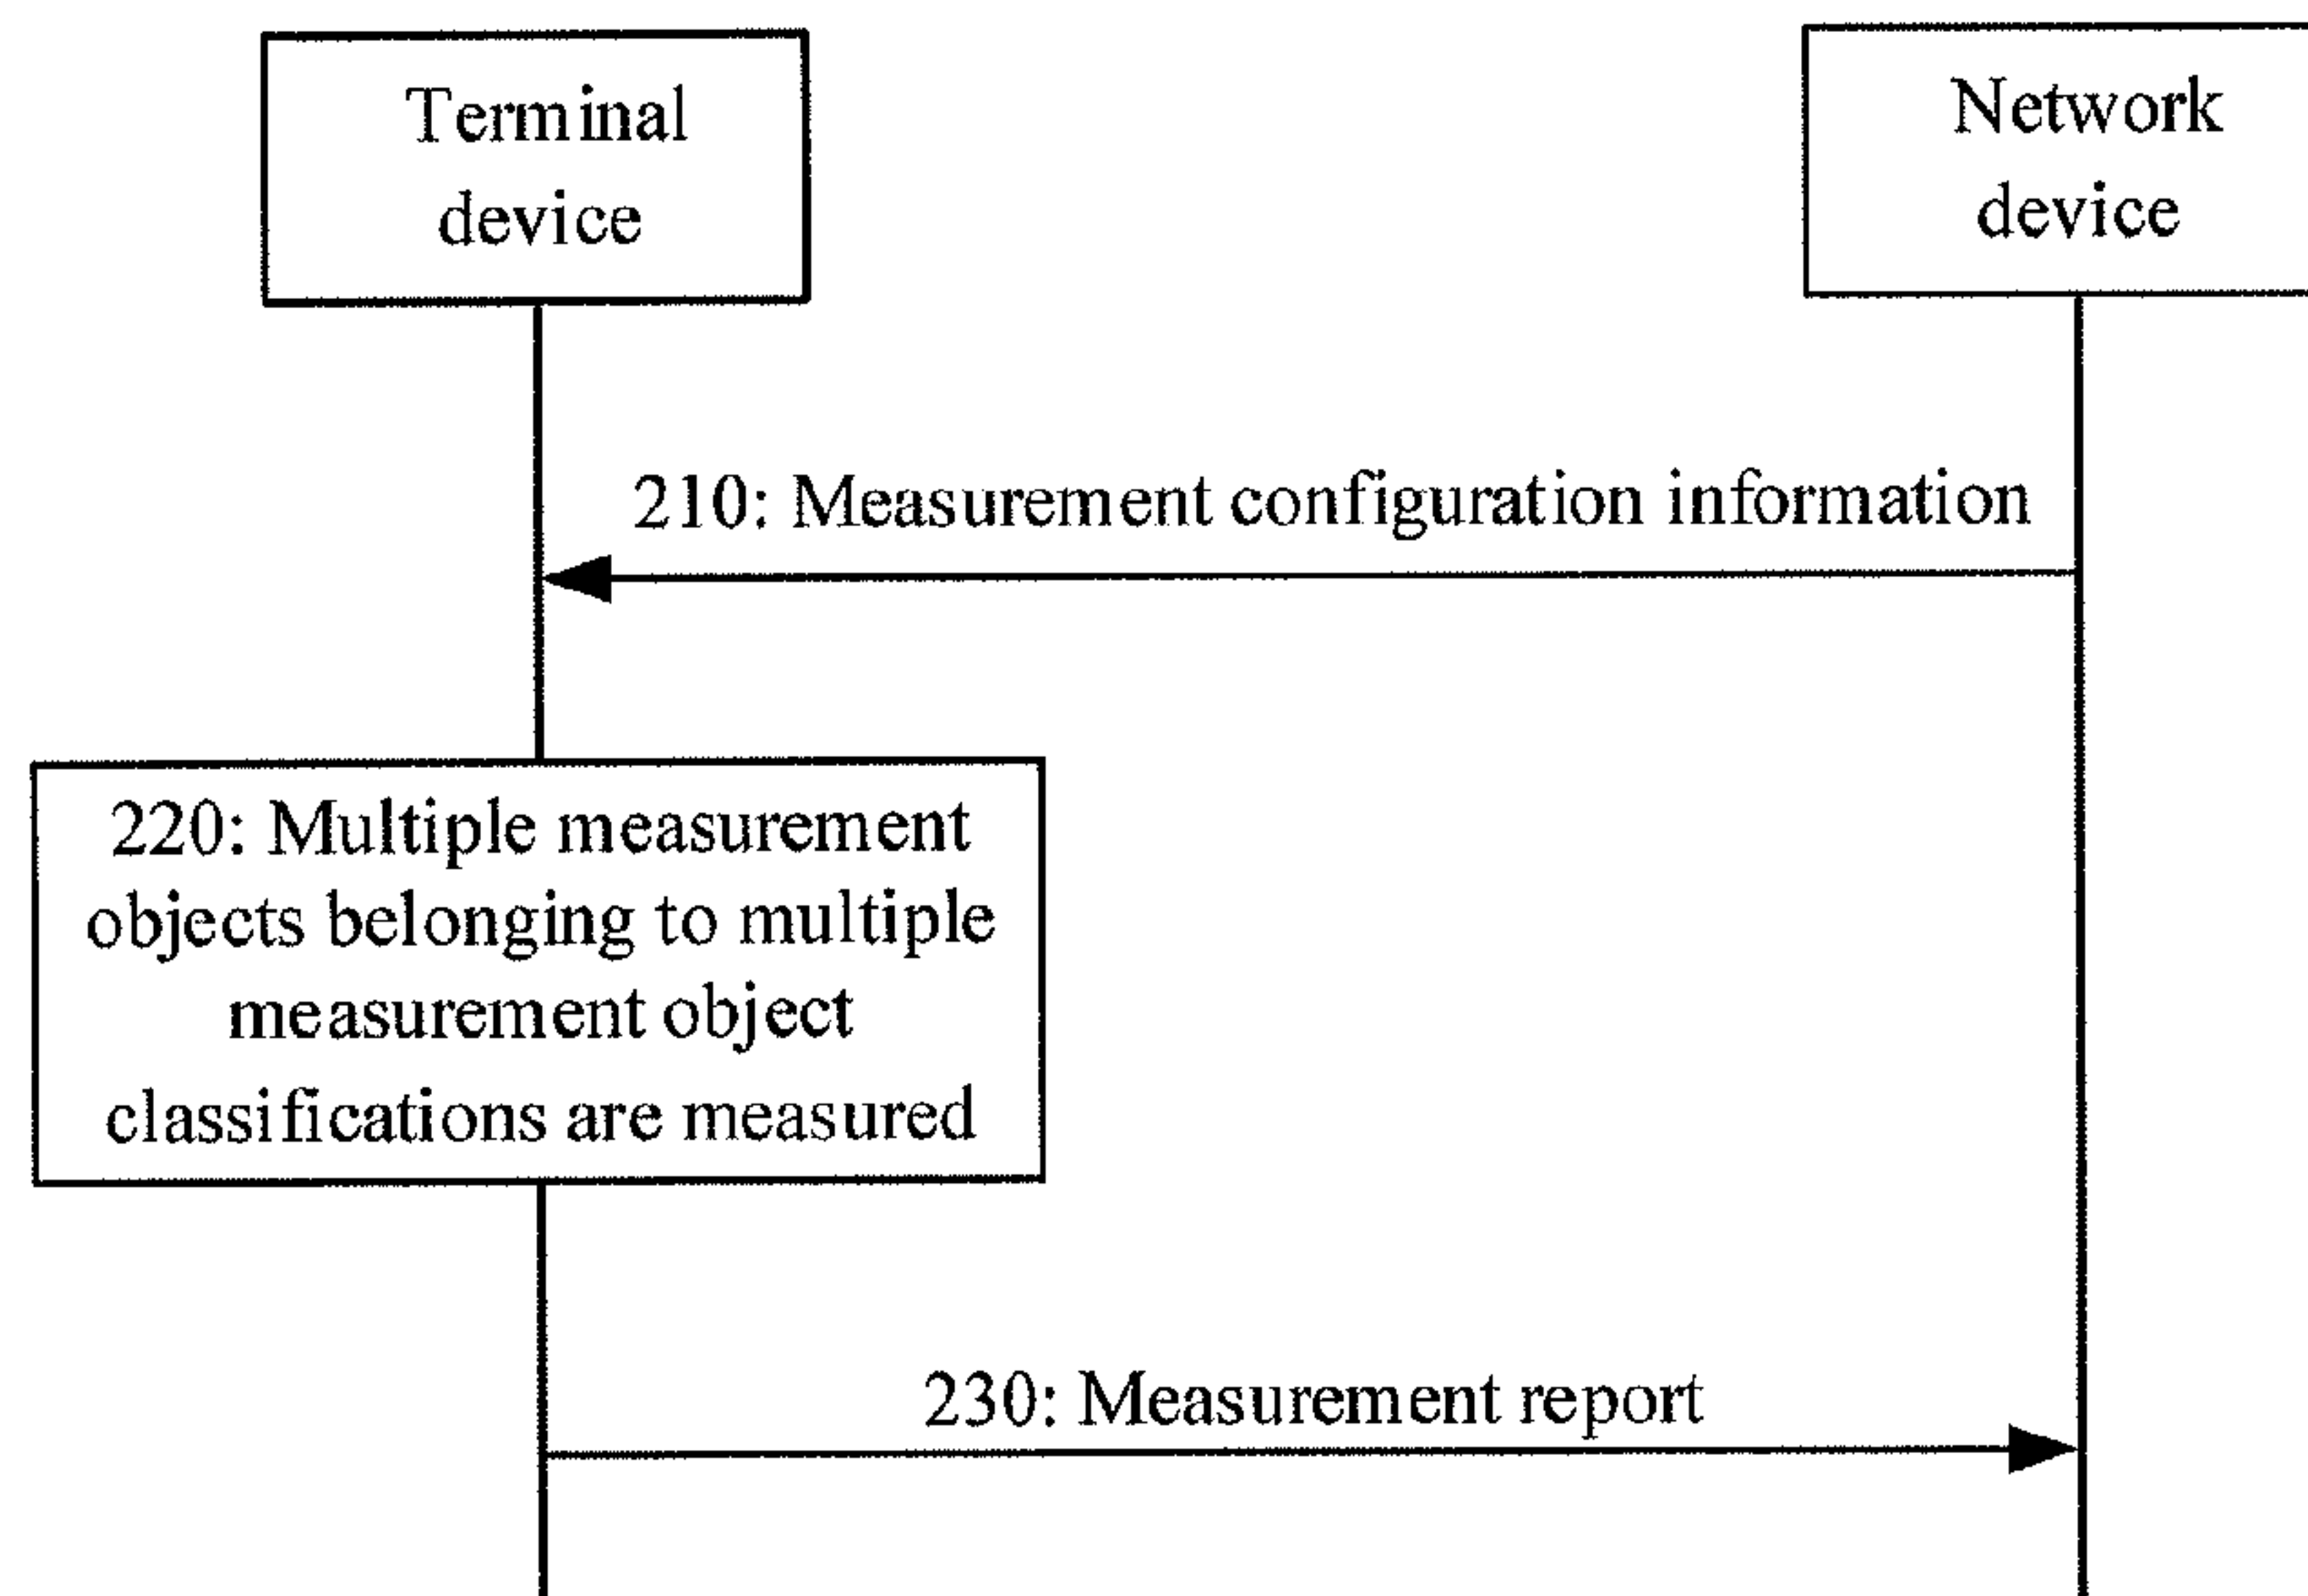 Terminal
device
Network
device
210: Measurement configuration information
220: Multiple measurement
objects belonging to multiple
measurement object
classifications are measured
230: Measurement report